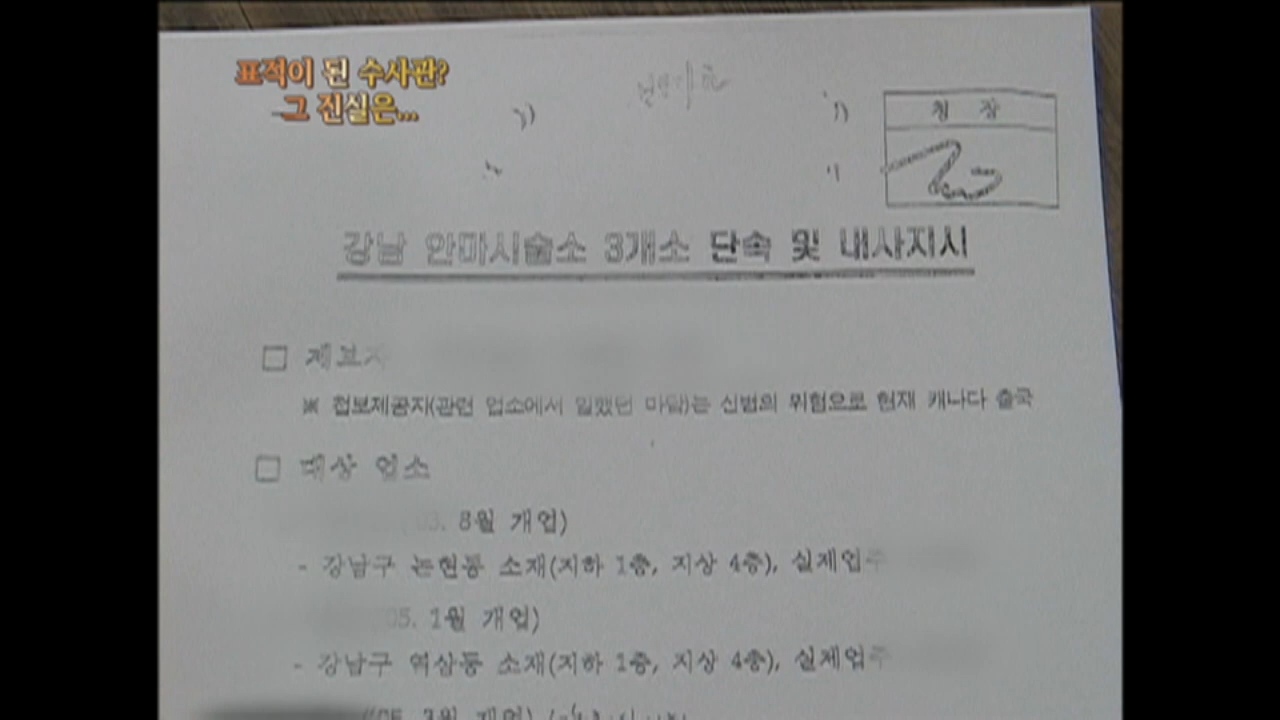 표적이 된 수사관?
그 진실은...
청 장
강남 안마시술소 3개소 단속 및 내사지시
□ 제보자
※ 첩보제공자(관련 업소에서 일했던 마담)는 신변의 위험으로 현재 캐나다 출국
□ 대상 업소
03. 8월 개업)
- 강남구 논현동 소재(지하 1층, 지상 4층), 실제업주
05. 1월 개업)
- 강남구 역삼동 소재(지하 1층, 지상 4층), 실제업주